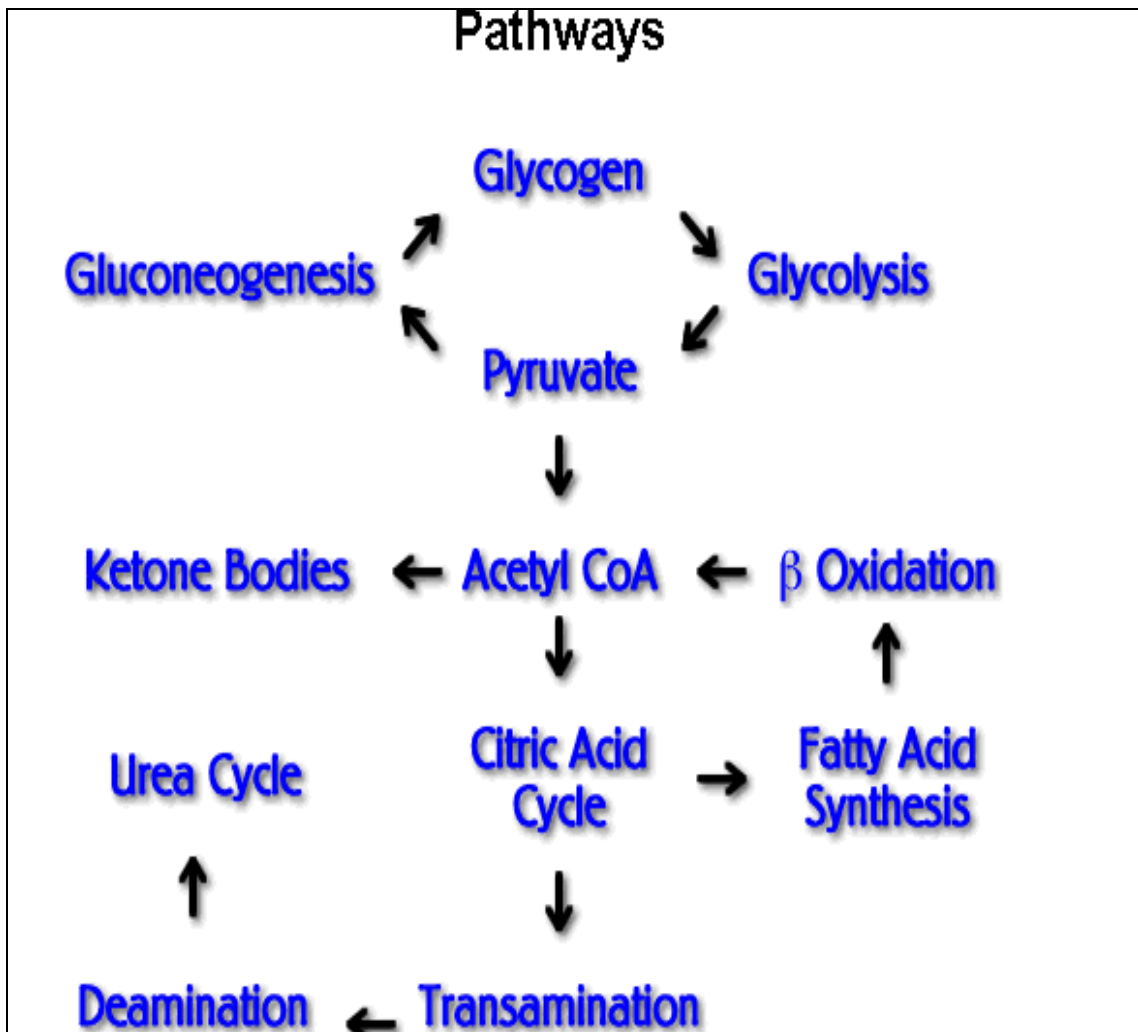 Pathways
Glycogen
Gluconeogenesis
Glycolysis
Pyruvate
Ketone Bodies
Acetyl CoA
β Oxidation
Urea Cycle
Citric Acid
Cycle
Fatty Acid
Synthesis
Deamination
Transamination